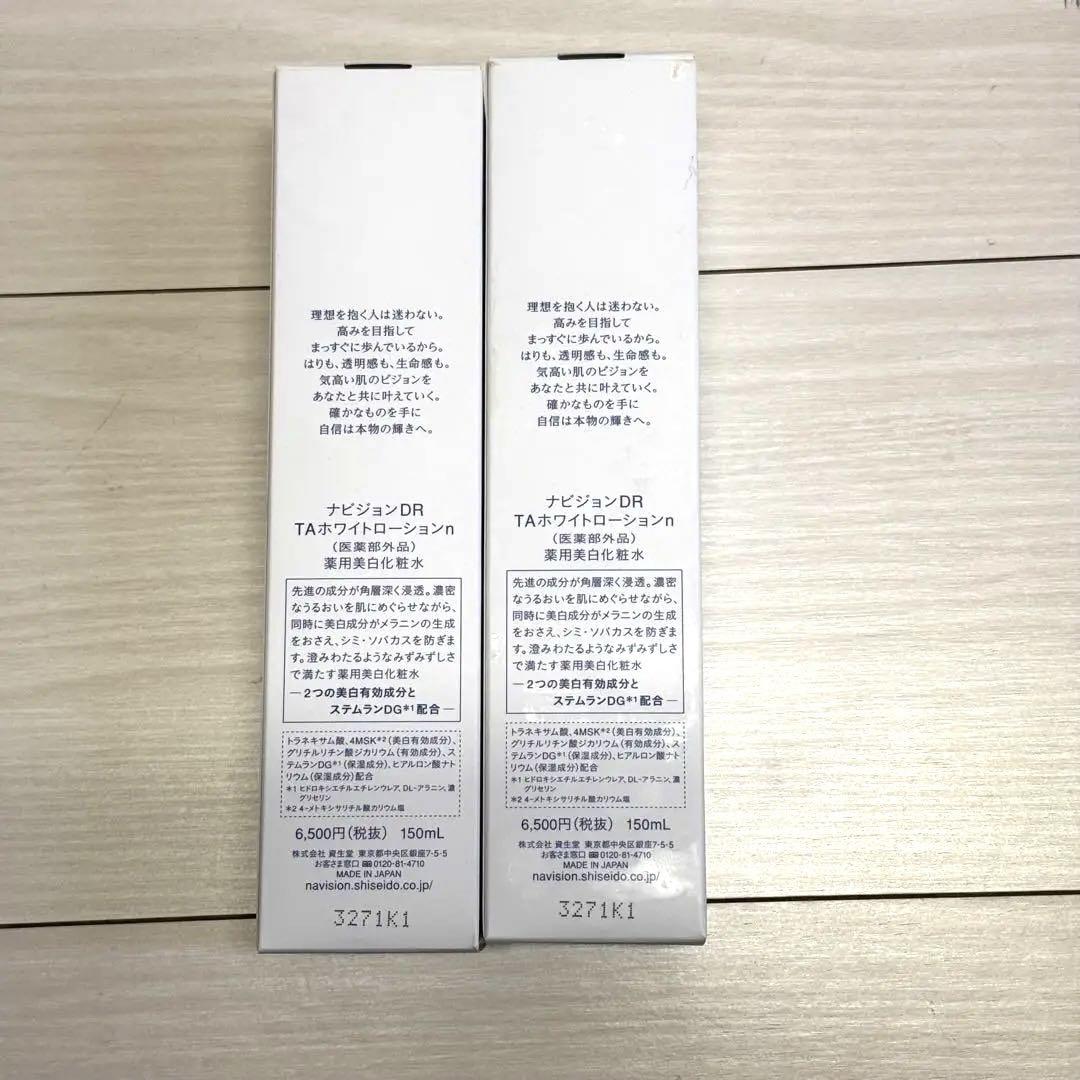 理想を抱く人は迷わない。
高みを目指して
まっすぐに歩んでいるから。
はりも、透明感も、生命感も。
気高い肌のビジョンを
あなたと共に叶えていく。
確かなものを手に
自信は本物の輝きへ。
ナビジョンDR
TAホワイトローションn
(医薬部外品)
薬用美白化粧水
先進の成分が角層深く浸透。濃密
なうるおいを肌にめぐらせながら、
同時に美白成分がメラニンの生成
をおさえ、シミ・ソバカスを防ぎま
す。澄みわたるようなみずみずしさ
で満たす薬用美白化粧水
―2つの美白有効成分と
ステムランDG*1配合―
トラネキサム酸、4MSK*2(美白有効成分)、
グリチルリチン酸ジカリウム(有効成分)、ス
テムランDG*1(保湿成分)、ヒアルロン酸ナト
リウム(保湿成分)配合
*1 ヒドロキシエチルエチレンウレア、DL-アラニン、濃
グリセリン
*2 4-メトキシサリチル酸カリウム塩
6,500円(税抜) 150mL
株式会社 資生堂 東京都中央区銀座7-5-5
お客さま窓口 0120-81-4710
MADE IN JAPAN
navision.shiseido.co.jp/
3271K1
理想を抱く人は迷わない。
高みを目指して
まっすぐに歩んでいるから。
はりも、透明感も、生命感も。
気高い肌のビジョンを
あなたと共に叶えていく。
確かなものを手に
自信は本物の輝きへ。
ナビジョンDR
TAホワイトローションn
(医薬部外品)
薬用美白化粧水
先進の成分が角層深く浸透。濃密
なうるおいを肌にめぐらせながら、
同時に美白成分がメラニンの生成
をおさえ、シミ・ソバカスを防ぎま
す。澄みわたるようなみずみずしさ
で満たす薬用美白化粧水
―2つの美白有効成分と
ステムランDG*1配合―
トラネキサム酸、4MSK*2(美白有効成分)、
グリチルリチン酸ジカリウム(有効成分)、ス
テムランDG*1(保湿成分)、ヒアルロン酸ナト
リウム(保湿成分)配合
*1 ヒドロキシエチルエチレンウレア、DL-アラニン、濃
グリセリン
*2 4-メトキシサリチル酸カリウム塩
6,500円(税抜) 150mL
株式会社 資生堂 東京都中央区銀座7-5-5
お客さま窓口 0120-81-4710
MADE IN JAPAN
navision.shiseido.co.jp/
3271K1